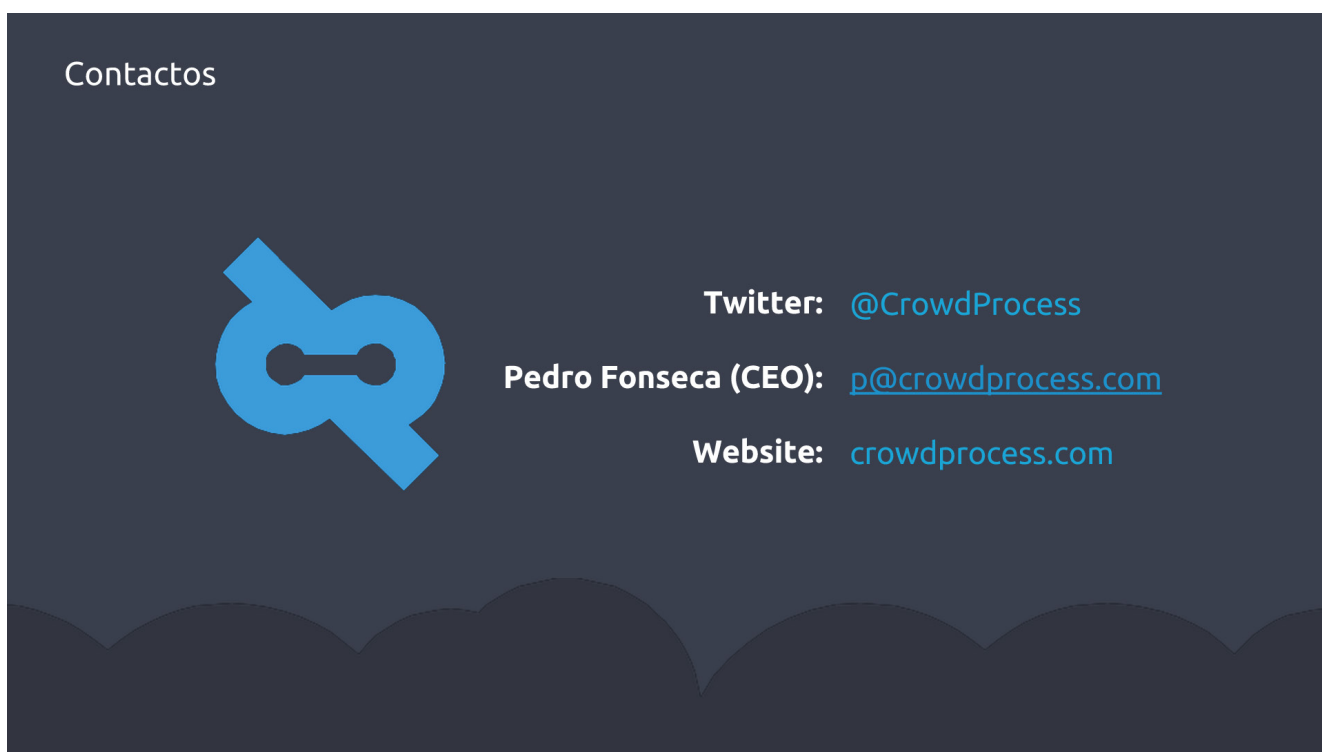 Contactos
Twitter: @CrowdProcess
Pedro Fonseca (CEO): p@crowdprocess.com
Website: crowdprocess.com